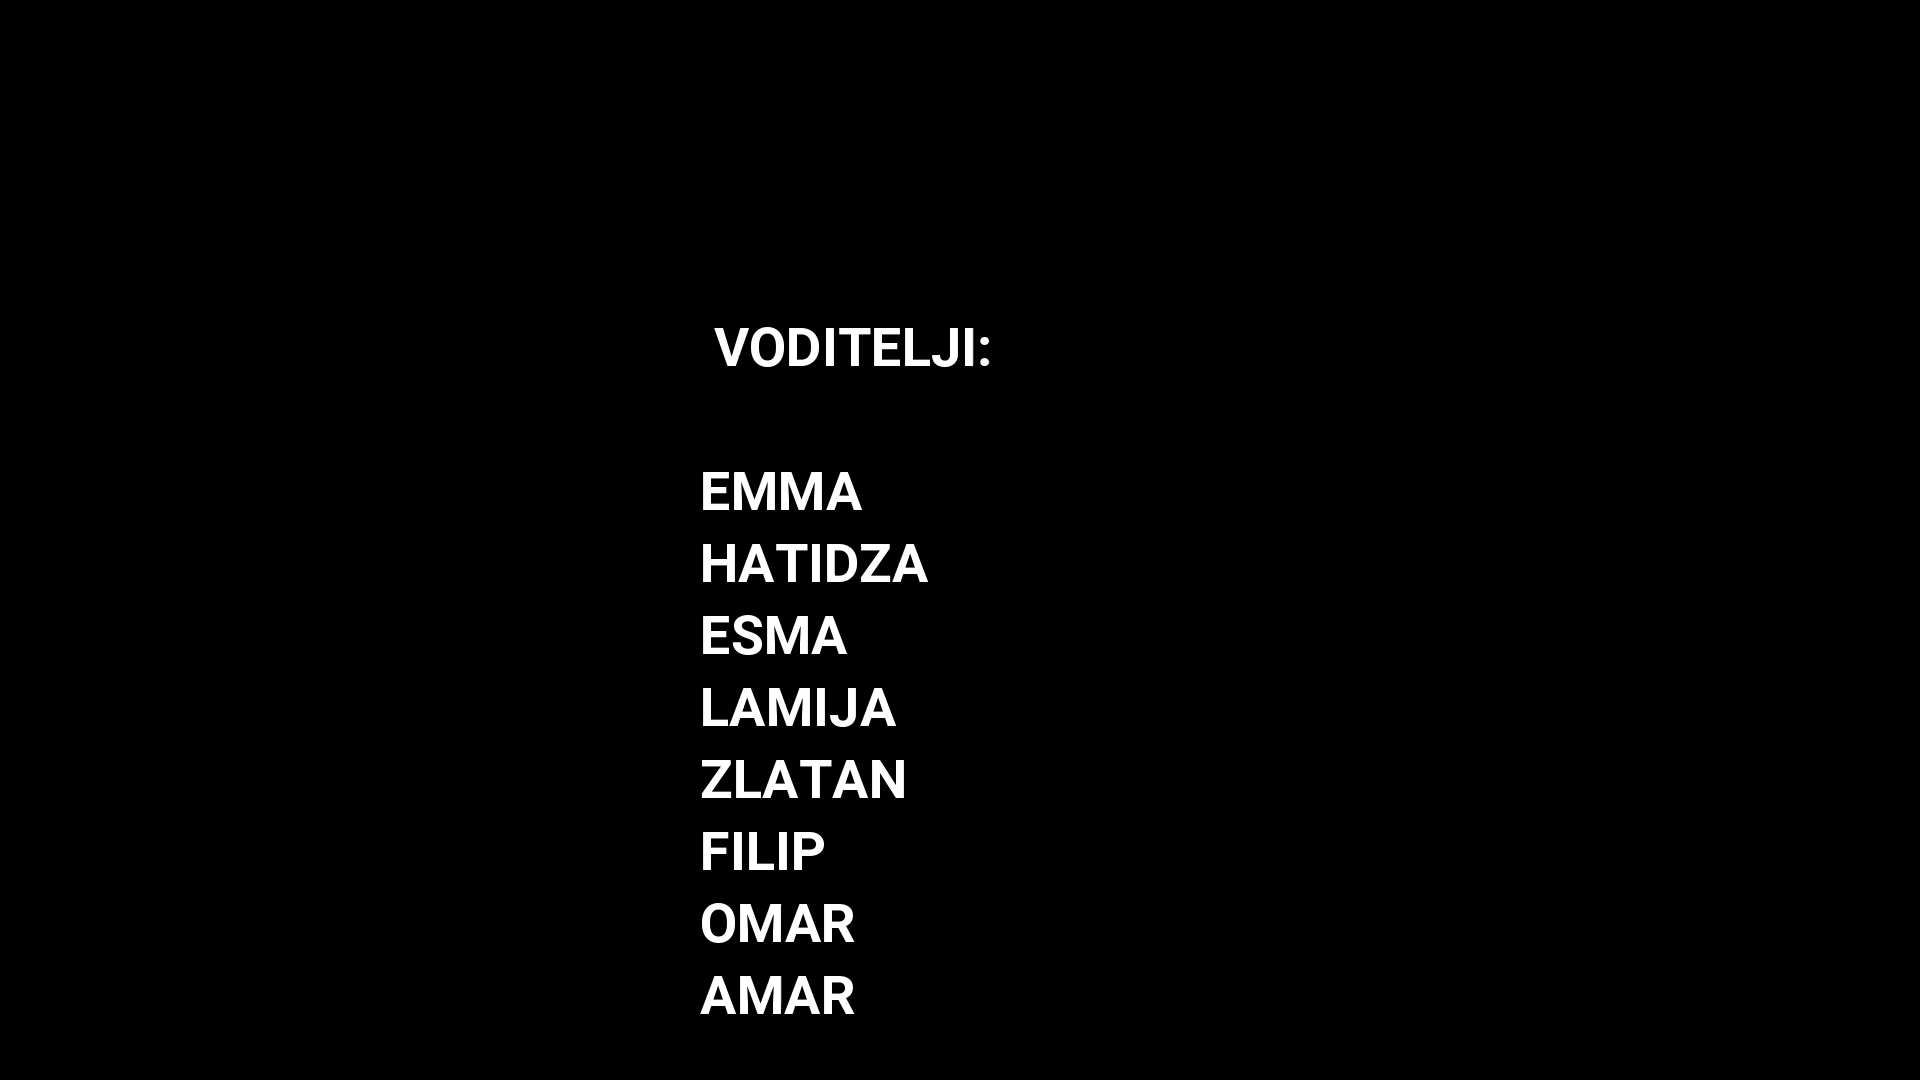 VODITELJI:
EMMA
HATIDZA
ESMA
LAMIJA
ZLATAN
FILIP
OMAR
AMAR